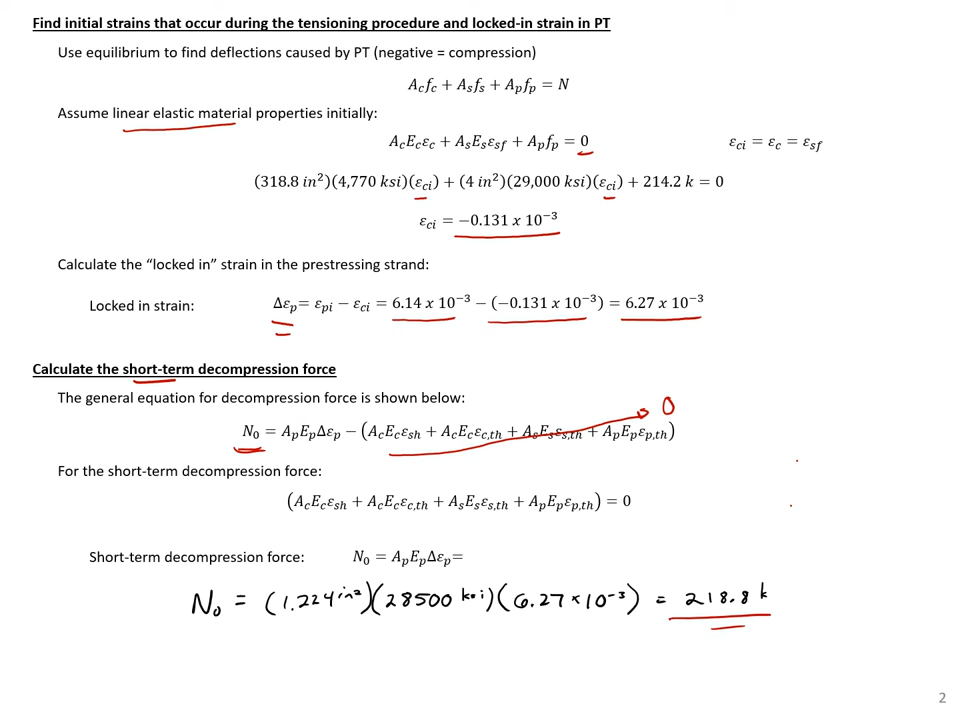 Find initial strains that occur during the tensioning procedure and locked-in strain in PT
Use equilibrium to find deflections caused by PT (negative = compression)
A_c f_c + A_s f_s + A_p f_p = N
Assume linear elastic material properties initially:
A_c E_c ε_c + A_s E_s ε_sf + A_p f_p = 0    ε_ci = ε_c = ε_sf
(318.8 in²)(4,770 ksi)(ε_ci) + (4 in²)(29,000 ksi)(ε_ci) + 214.2 k = 0
ε_ci = −0.131 x 10⁻³
Calculate the “locked in” strain in the prestressing strand:
Locked in strain: Δε_p = ε_pi − ε_ci = 6.14 x 10⁻³ − (−0.131 x 10⁻³) = 6.27 x 10⁻³
Calculate the short-term decompression force
The general equation for decompression force is shown below:
0
N_0 = A_p E_p Δε_p − (A_c E_c ε_sh + A_c E_c ε_c,th + A_s E_s ε_s,th + A_p E_p ε_p,th)
For the short-term decompression force:
(A_c E_c ε_sh + A_c E_c ε_c,th + A_s E_s ε_s,th + A_p E_p ε_p,th) = 0
Short-term decompression force: N_0 = A_p E_p Δε_p =
N_0 = (1.224 in²)(28500 ksi)(6.27 × 10⁻³) = 218.8 k
2